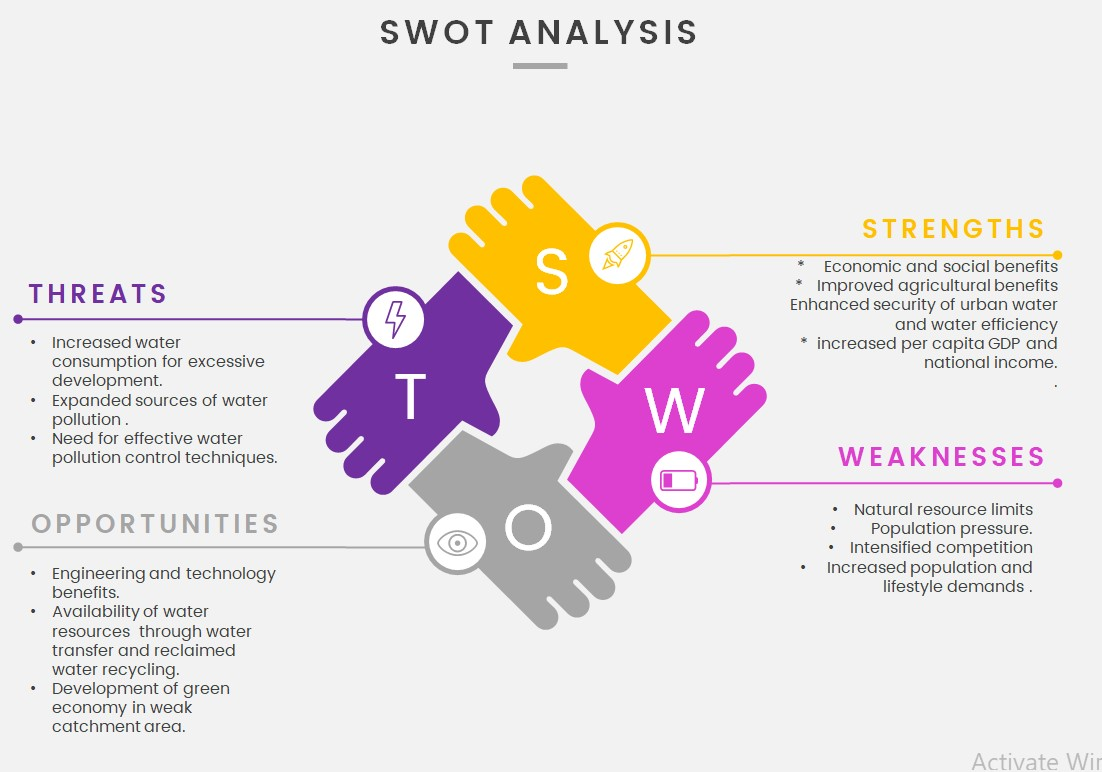 SWOT ANALYSIS
STRENGTHS
* Economic and social benefits
* Improved agricultural benefits
Enhanced security of urban water
and water efficiency
* increased per capita GDP and
national income.
.
THREATS
• Increased water
consumption for excessive
development.
• Expanded sources of water
pollution .
• Need for effective water
pollution control techniques.
S
T
W
O
WEAKNESSES
• Natural resource limits
• Population pressure.
• Intensified competition
• Increased population and
lifestyle demands .
OPPORTUNITIES
• Engineering and technology
benefits.
• Availability of water
resources through water
transfer and reclaimed
water recycling.
• Development of green
economy in weak
catchment area.
Activate Win